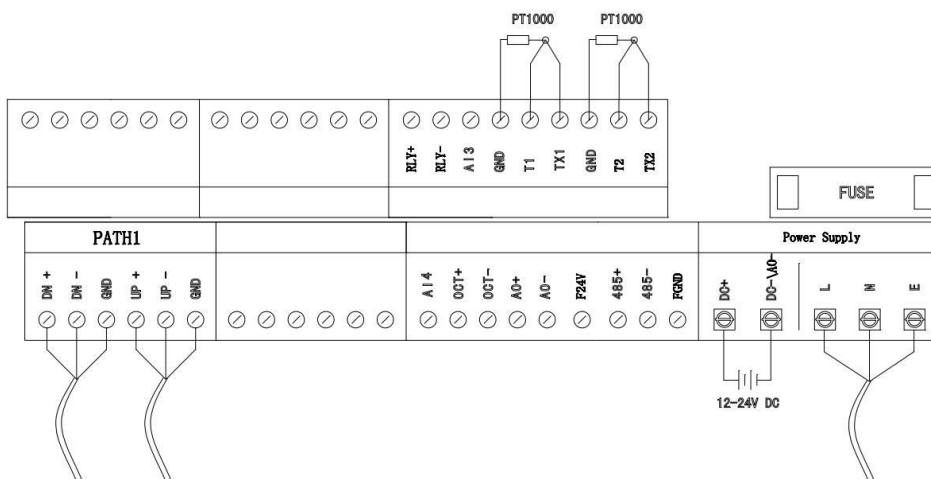 PT1000 PT1000
RLY+ RLY- AI3 GND T1 TX1 GND T2 TX2
FUSE
PATH1
Power Supply
DN + DN - GND UP + UP - GND
AI4 OCT+ OCT- AO+ AO- F24V 485+ 485- FGND
DC+ DC-\AO- L N E
12-24V DC